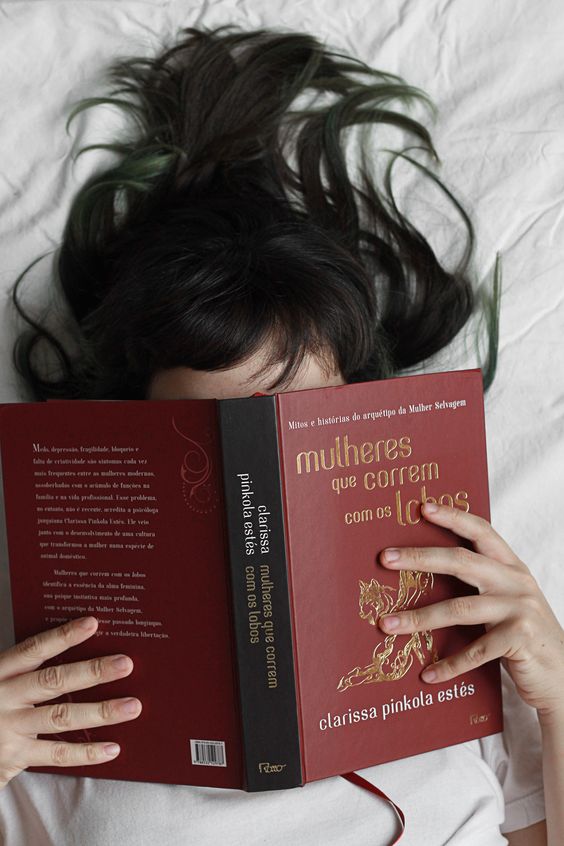 Medo, depressão, fragilidade, bloqueio e
falta de criatividade são sintomas cada vez
mais frequentes entre as mulheres modernas,
assoberbadas com o acúmulo de funções na
família e na vida profissional. Esse problema,
no entanto, não é recente, acredita a psicóloga
junguiana Clarissa Pinkola Estés. Ele veio
junto com o desenvolvimento de uma cultura
que transformou a mulher numa espécie de
animal doméstico.
Mulheres que correm com os lobos
identifica a essência da alma feminina,
sua psique instintiva mais profunda,
com o arquétipo da Mulher Selvagem,
e propõe passado longínquo,
a verdadeira libertação.
clarissa
pinkola estés
mulheres que correm
com os lobos
Rocco
Mitos e histórias do arquétipo da Mulher Selvagem
mulheres
que correm
com os lobos
clarissa pinkola estés
Rocco